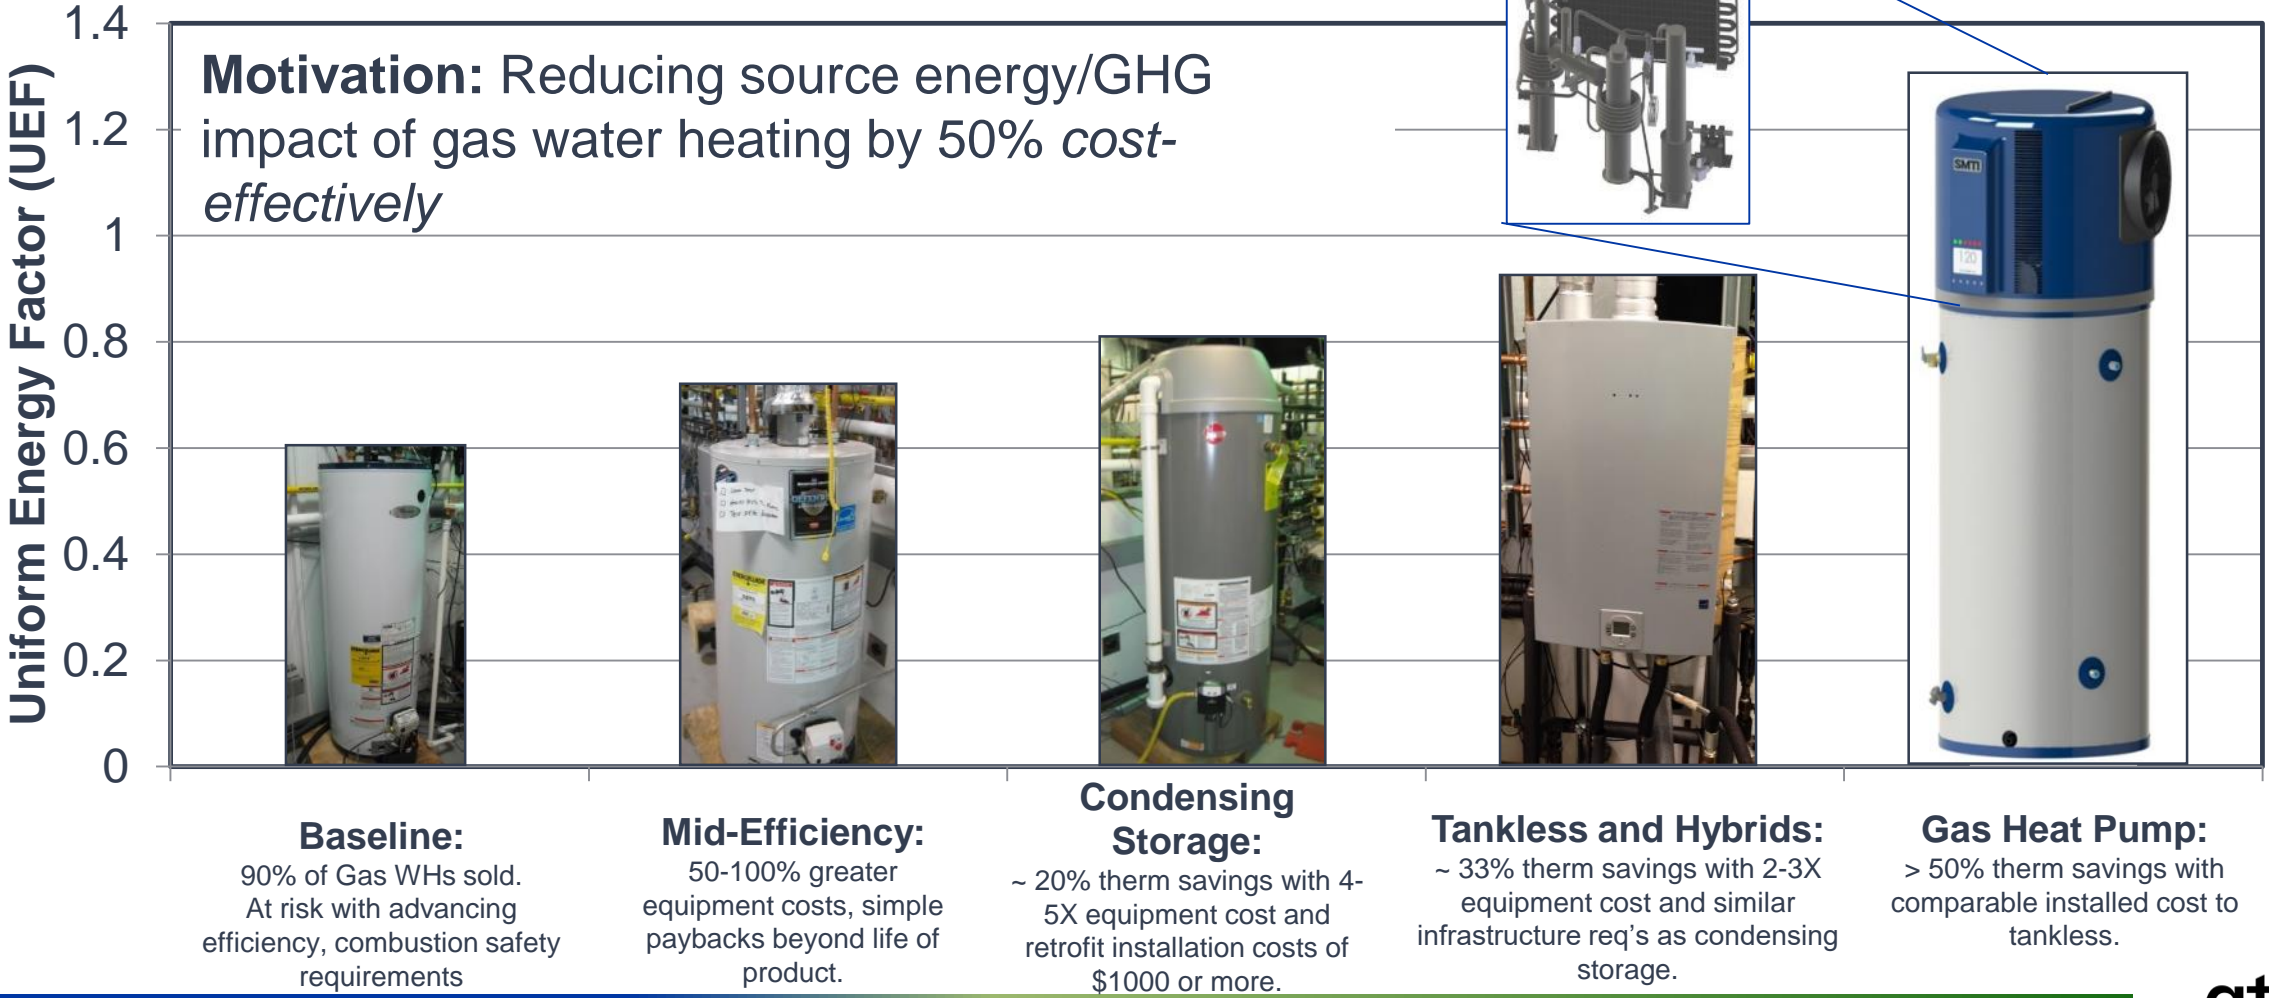 Uniform Energy Factor (UEF)
1.4
1.2
1
0.8
0.6
0.4
0.2
0
Motivation: Reducing source energy/GHG
impact of gas water heating by 50% cost-
effectively
SMTI
120
Baseline:
90% of Gas WHs sold.
At risk with advancing
efficiency, combustion safety
requirements
Mid-Efficiency:
50-100% greater
equipment costs, simple
paybacks beyond life of
product.
Condensing
Storage:
~ 20% therm savings with 4-
5X equipment cost and
retrofit installation costs of
$1000 or more.
Tankless and Hybrids:
~ 33% therm savings with 2-3X
equipment cost and similar
infrastructure req's as condensing
storage.
Gas Heat Pump:
> 50% therm savings with
comparable installed cost to
tankless.